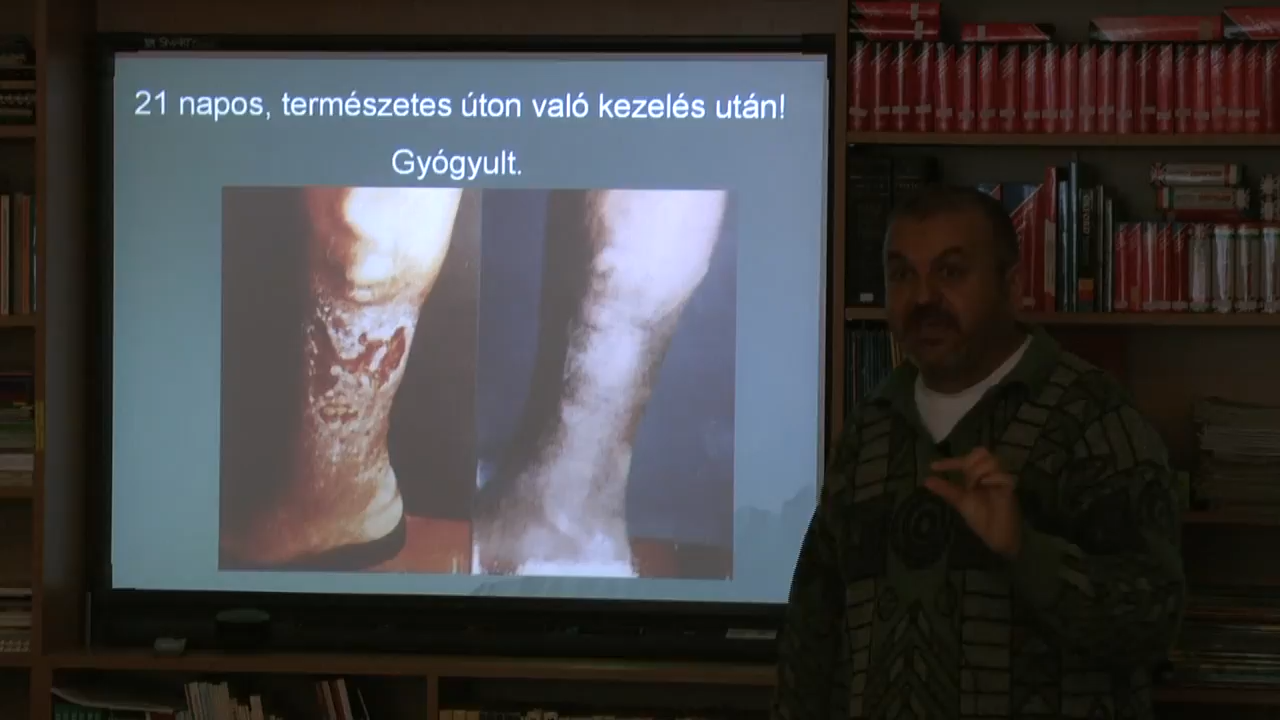 21 napos, természetes úton való kezelés után!
Gyógyult.